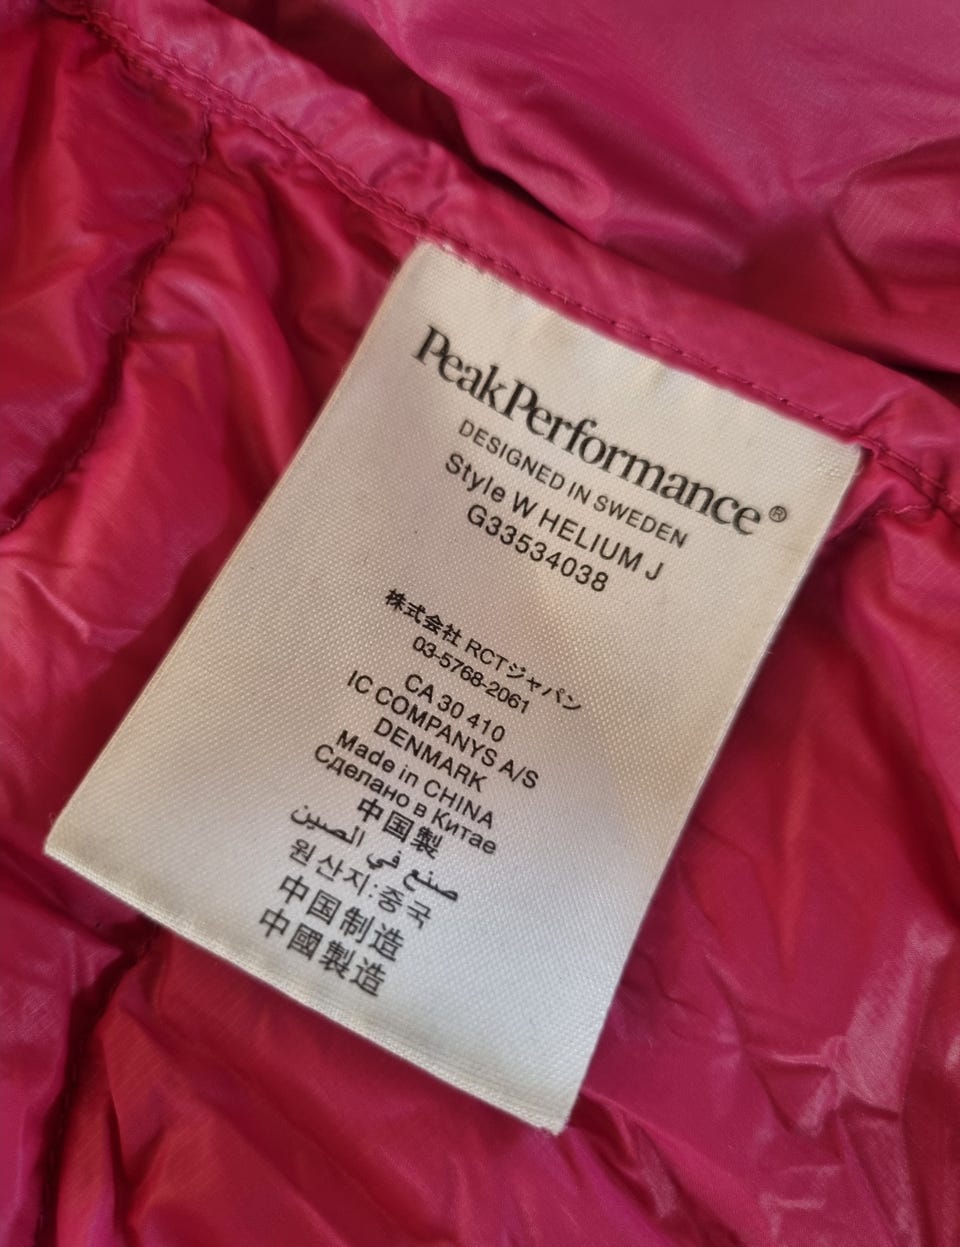 PeakPerformance®
DESIGNED IN SWEDEN
Style W HELIUM J
G33534038
株式会社 RCTジャパン
03-5768-2061
CA 30 410
IC COMPANYS A/S
DENMARK
Made in CHINA
Сделано в Китае
中国製
صنع في الصين
원산지:중국
中国制造
中國製造